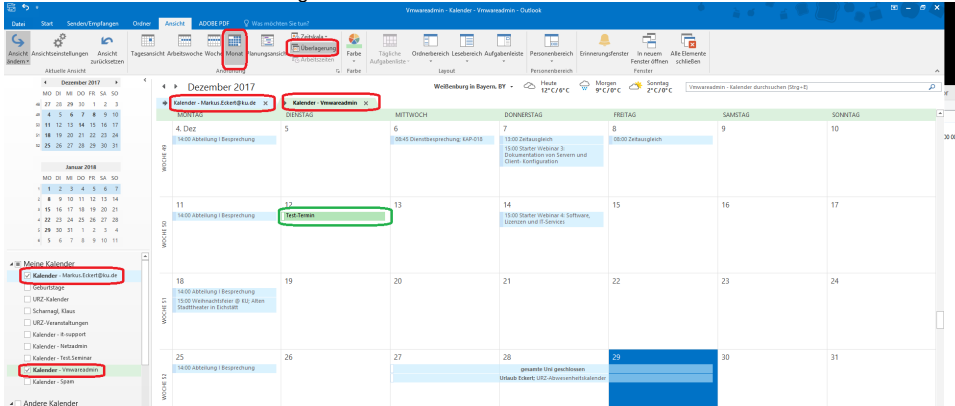 Vmwareadmin - Kalender - Vmwareadmin - Outlook
Datei Start Senden/Empfangen Ordner Ansicht ADOBE PDF Was möchten Sie tun?
Ansicht ändern
Ansichtseinstellungen
Ansicht zurücksetzen
Tagesansicht Arbeitswoche Woche Monat Planungsansicht
Zeitskala
Überlagerung
Arbeitszeiten
Farbe
Tägliche Aufgabenliste
Ordnerbereich Lesebereich Aufgabenleiste
Personenbereich
Erinnerungsfenster
In neuem Fenster öffnen
Alle Elemente schließen
Aktuelle Ansicht Anordnung Farbe Layout Personenbereich Fenster
Dezember 2017
MO DI MI DO FR SA SO
48 27 28 29 30 1 2 3
49 4 5 6 7 8 9 10
50 11 12 13 14 15 16 17
51 18 19 20 21 22 23 24
52 25 26 27 28 29 30 31
Januar 2018
MO DI MI DO FR SA SO
1 1 2 3 4 5 6 7
2 8 9 10 11 12 13 14
3 15 16 17 18 19 20 21
4 22 23 24 25 26 27 28
5 29 30 31 1 2 3 4
6 5 6 7 8 9 10 11
Meine Kalender
Kalender - Markus.Eckert@ku.de
Geburtstage
URZ-Kalender
Scharnagl, Klaus
URZ-Veranstaltungen
Kalender - it-support
Kalender - Netzadmin
Kalender - Test.Seminar
Kalender - Vmwareadmin
Kalender - Spam
Andere Kalender
Dezember 2017
Weißenburg in Bayern, BY
Heute 12°C/6°C
Morgen 9°C/0°C
Sonntag 2°C/0°C
Vmwareadmin - Kalender durchsuchen (Strg+E)
Kalender - Markus.Eckert@ku.de X
Kalender - Vmwareadmin X
MONTAG DIENSTAG MITTWOCH DONNERSTAG FREITAG SAMSTAG SONNTAG
WOCHE 49
4. Dez 5 6 7 8 9 10
14:00 Abteilung I Besprechung
08:45 Dienstbesprechung; KAP-018
13:00 Zeitausgleich
15:00 Starter Webinar 3:
Dokumentation von Servern und
Client- Konfiguration
08:00 Zeitausgleich
WOCHE 50
11 12 13 14 15 16 17
14:00 Abteilung I Besprechung
Test-Termin
15:00 Starter Webinar 4: Software,
Lizenzen und IT-Services
WOCHE 51
18 19 20 21 22 23 24
14:00 Abteilung I Besprechung
15:00 Weihnachtsfeier @ KU; Altes
Stadttheater in Eichstätt
WOCHE 52
25 26 27 28 29 30 31
14:00 Abteilung I Besprechung
gesamte Uni geschlossen
Urlaub Eckert; URZ-Abwesenheitskalender